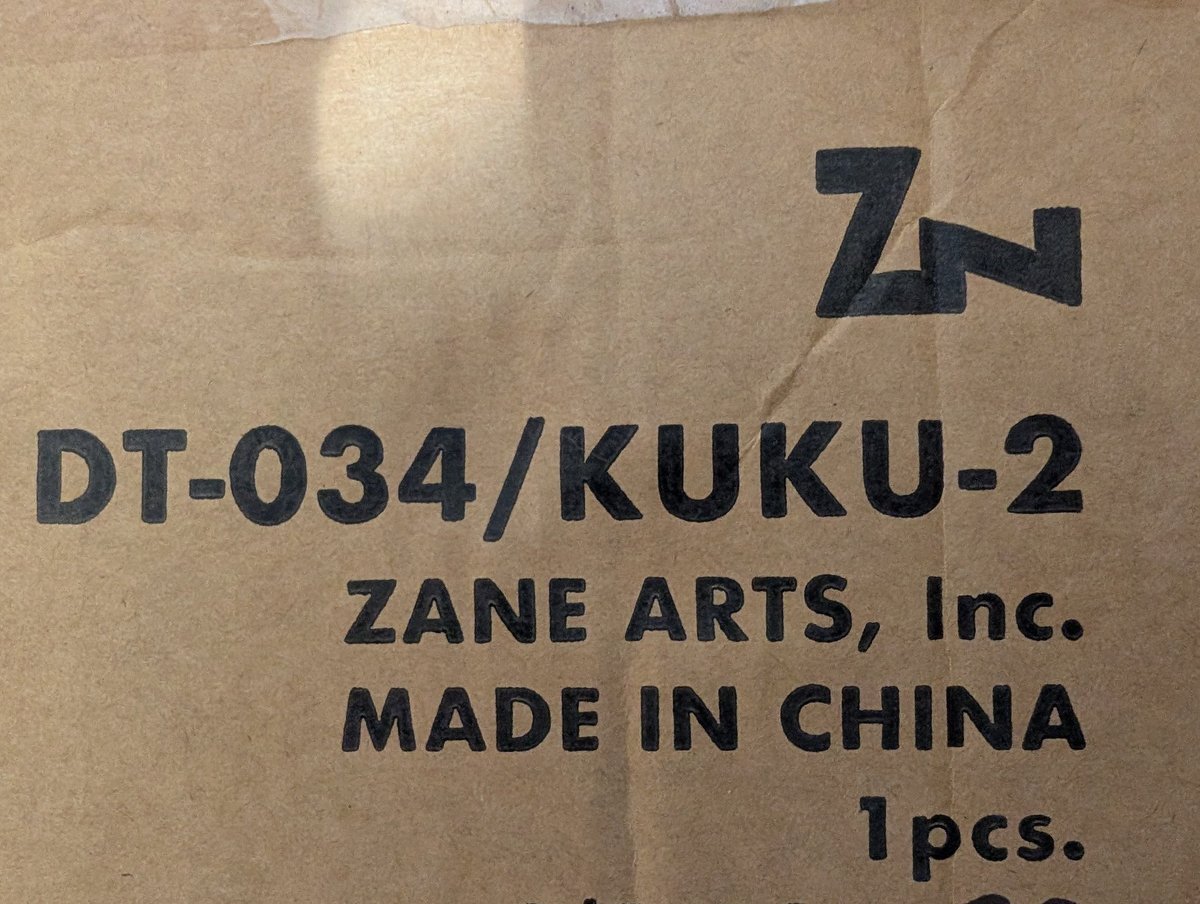 ZN
DT-034/KUKU-2
ZANE ARTS, Inc.
MADE IN CHINA
1pcs.